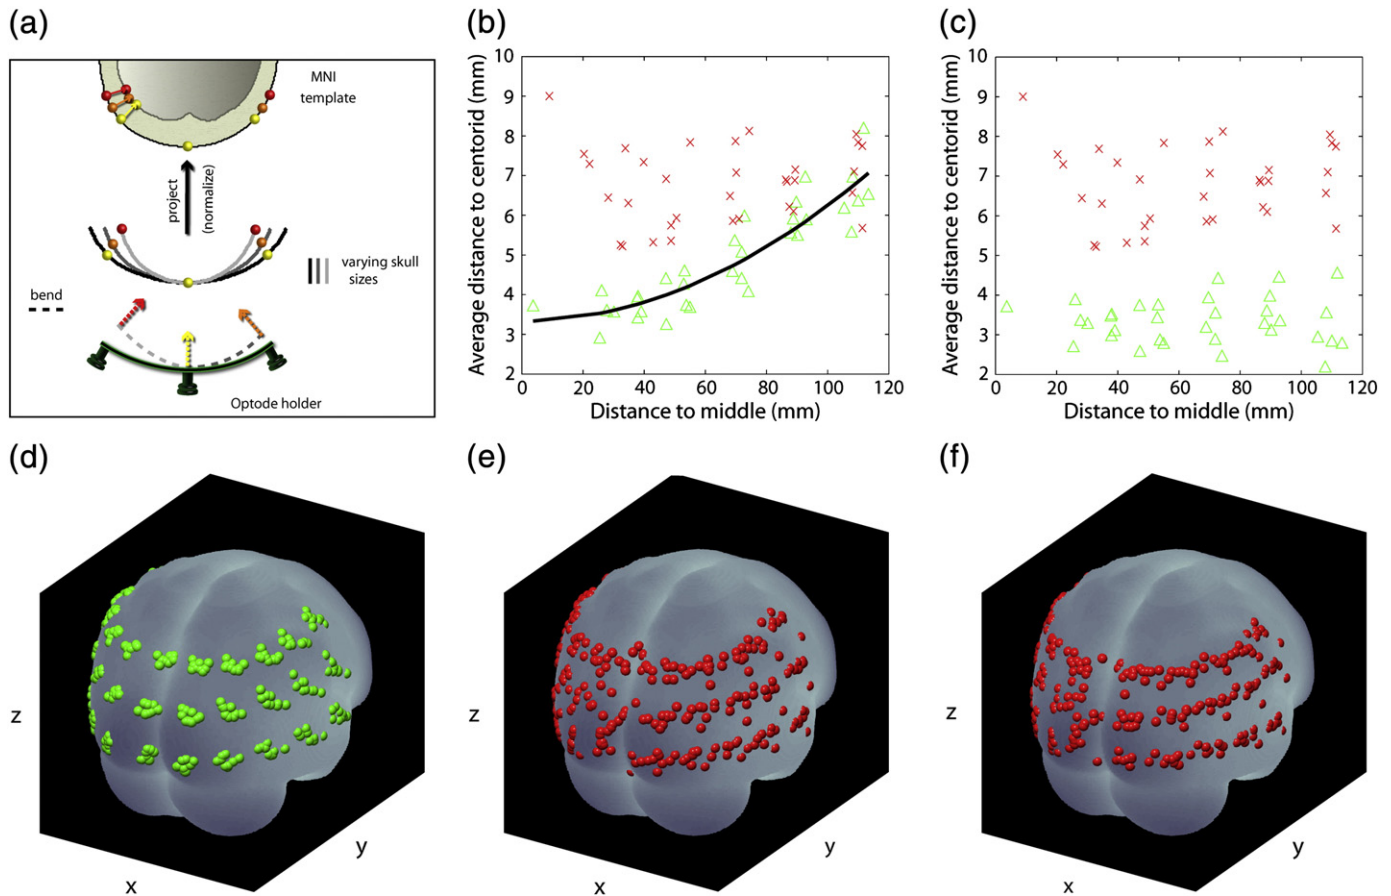 (a)
MNI
template
project
(normalize)
varying skull
sizes
bend
Optode holder
(b)
Average distance to centorid (mm)
10
9
8
7
6
5
4
3
2
0 20 40 60 80 100 120
Distance to middle (mm)
(c)
Average distance to centorid (mm)
10
9
8
7
6
5
4
3
2
0 20 40 60 80 100 120
Distance to middle (mm)
(d)
z
x
y
(e)
z
x
y
(f)
z
x
y